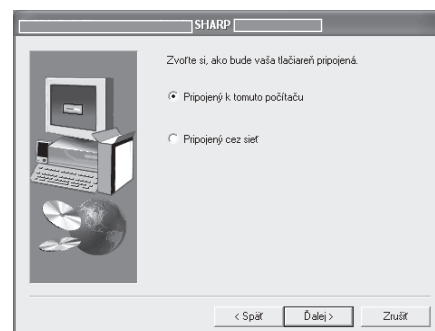 SHARP
Zvoľte si, ako bude vaša tlačiareň pripojená.
Pripojený k tomuto počítaču
Pripojený cez sieť
< Späť
Ďalej >
Zrušiť